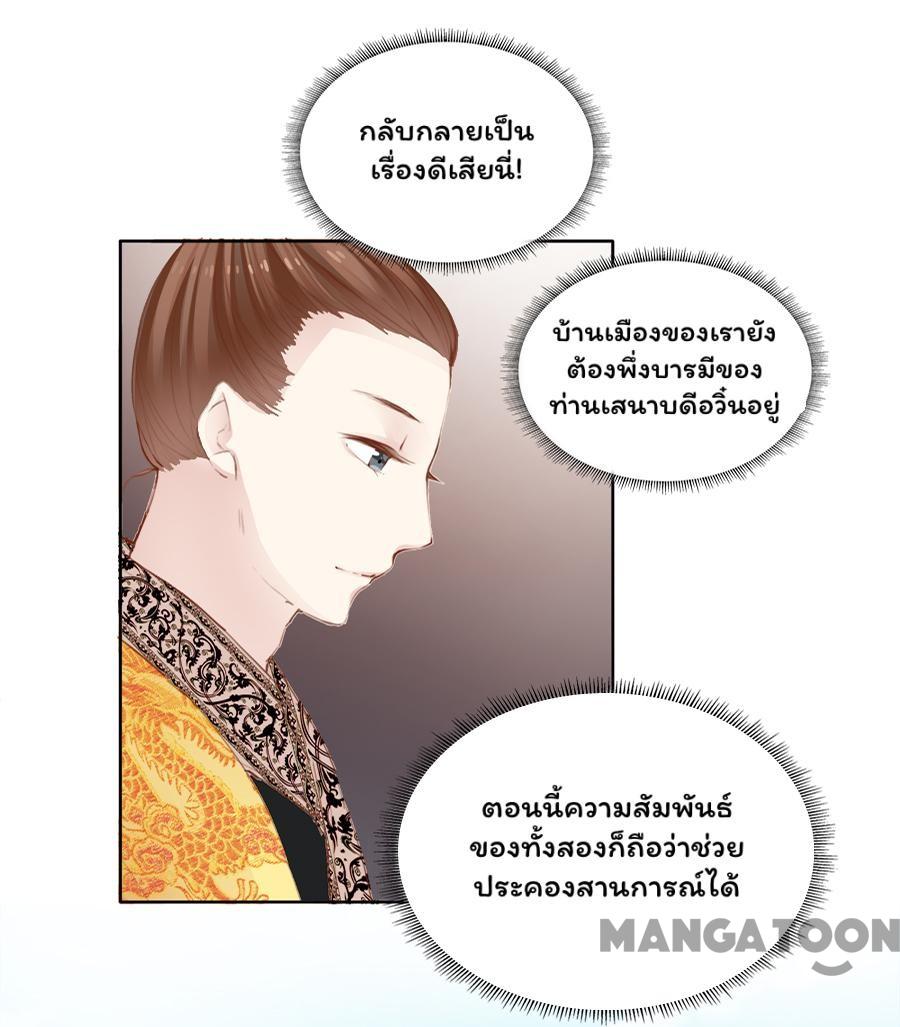 กลับกลายเป็น
เรื่องดีเสียนี่!
บ้านเมืองของเรายัง
ต้องพึ่งบารมีของ
ท่านเสนาบดีอวิ๋นอยู่
ตอนนี้ความสัมพันธ์
ของทั้งสองก็ถือว่าช่วย
ประคองสานการณ์ได้
MANGATOON